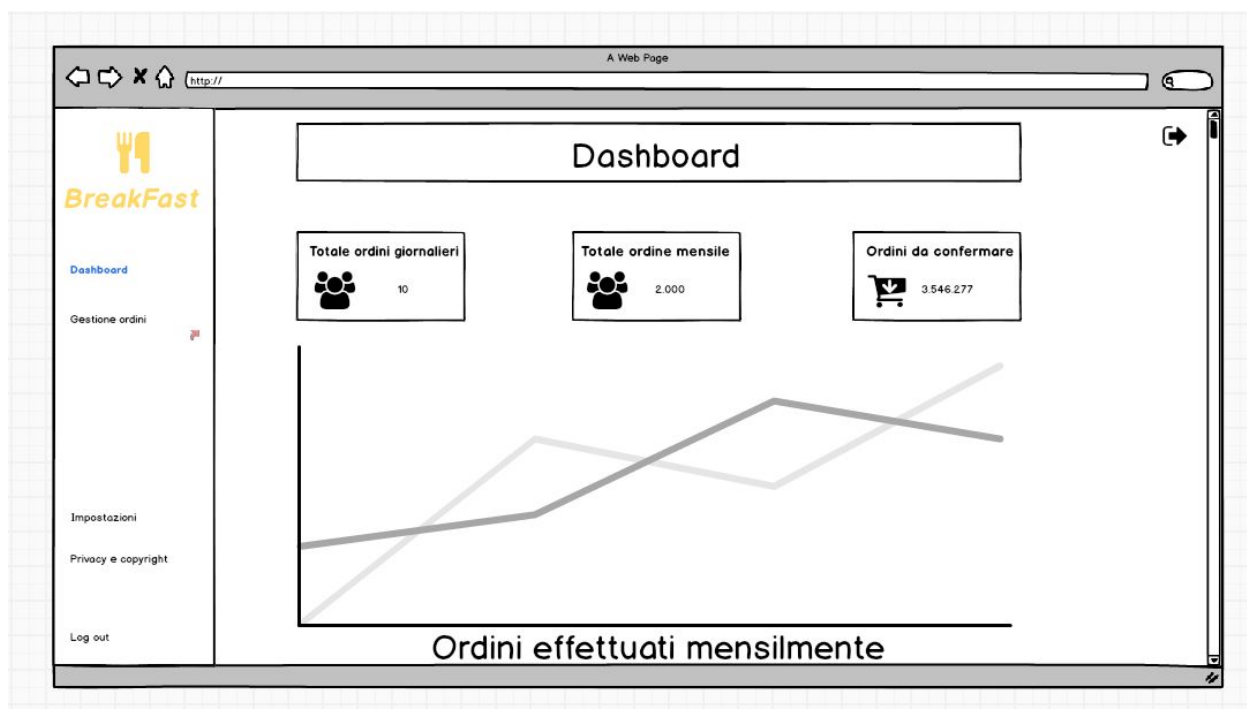 A Web Page
http://
BreakFast
Dashboard
Gestione ordini
Impostazioni
Privacy e copyright
Log out
Dashboard
Totale ordini giornalieri
10
Totale ordine mensile
2.000
Ordini da confermare
3.546.277
Ordini effettuati mensilmente